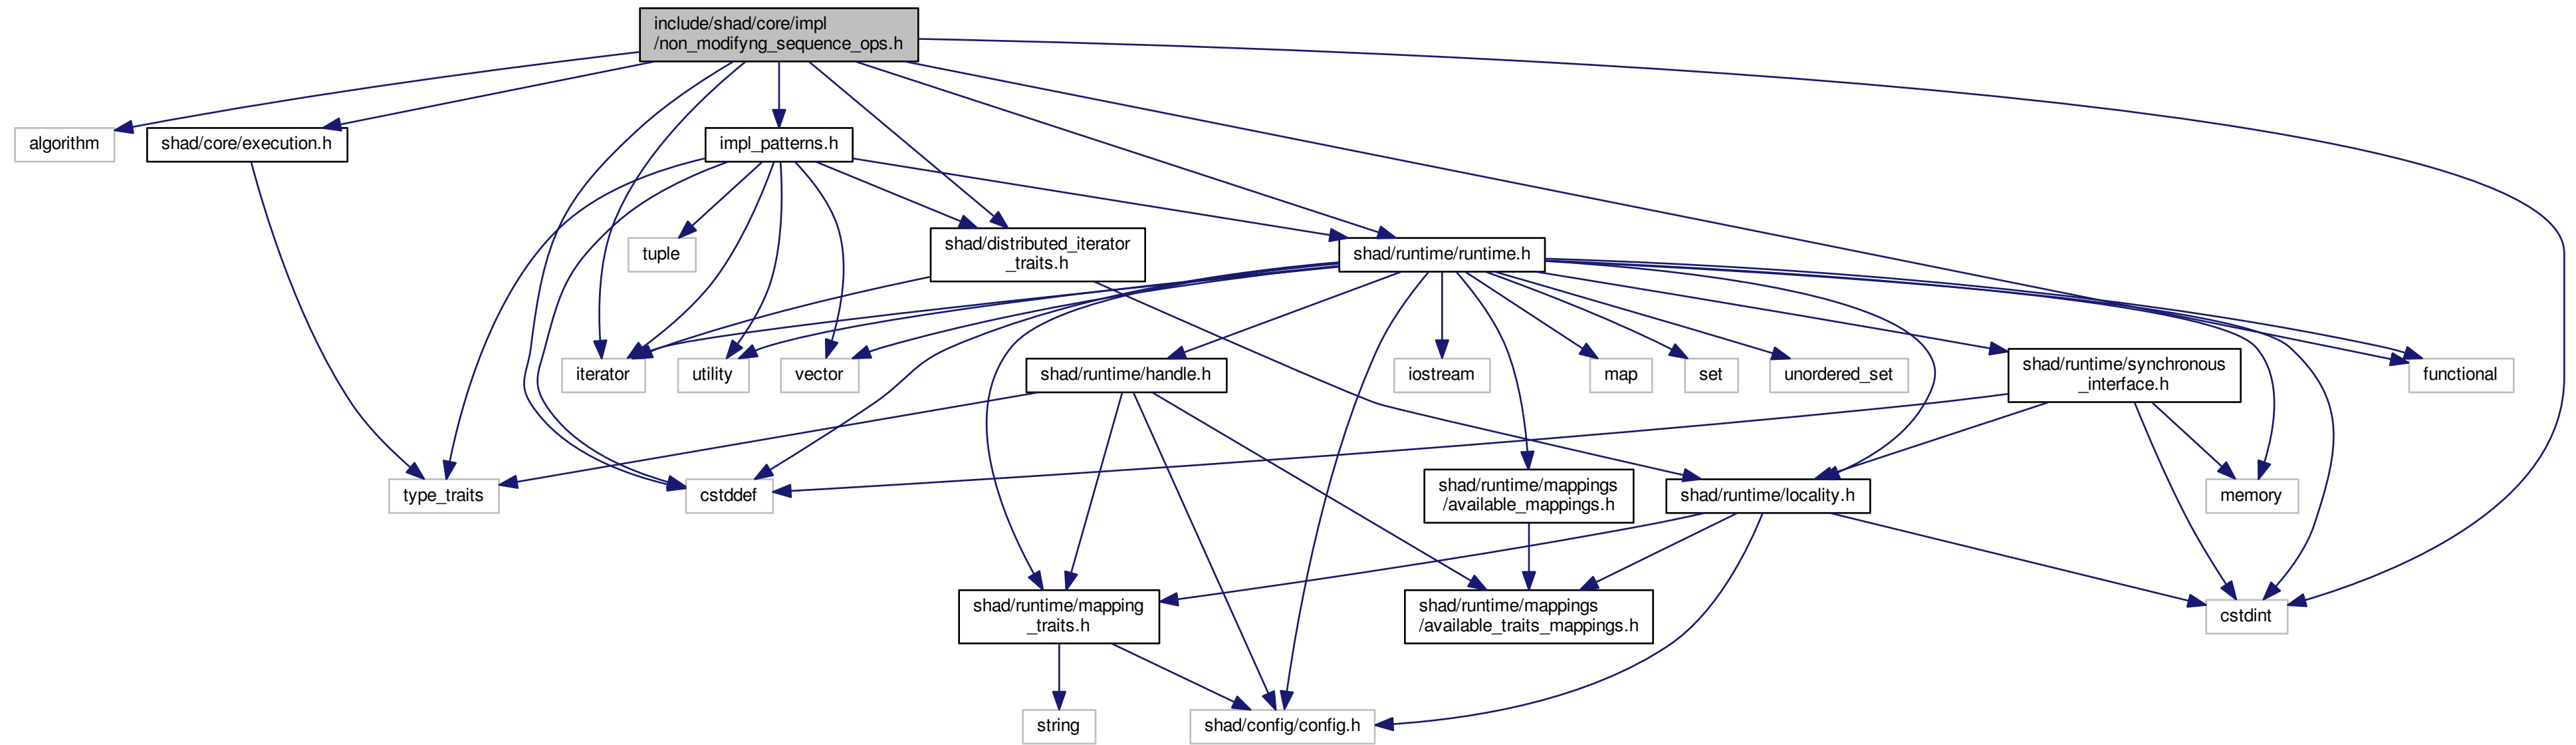 include/shad/core/impl
/non_modifyng_sequence_ops.h
algorithm
shad/core/execution.h
impl_patterns.h
tuple
shad/distributed_iterator
_traits.h
shad/runtime/runtime.h
iterator
utility
vector
shad/runtime/handle.h
iostream
map
set
unordered_set
shad/runtime/synchronous
_interface.h
functional
type_traits
cstddef
shad/runtime/mappings
/available_mappings.h
shad/runtime/locality.h
memory
shad/runtime/mapping
_traits.h
shad/runtime/mappings
/available_traits_mappings.h
cstdint
string
shad/config/config.h